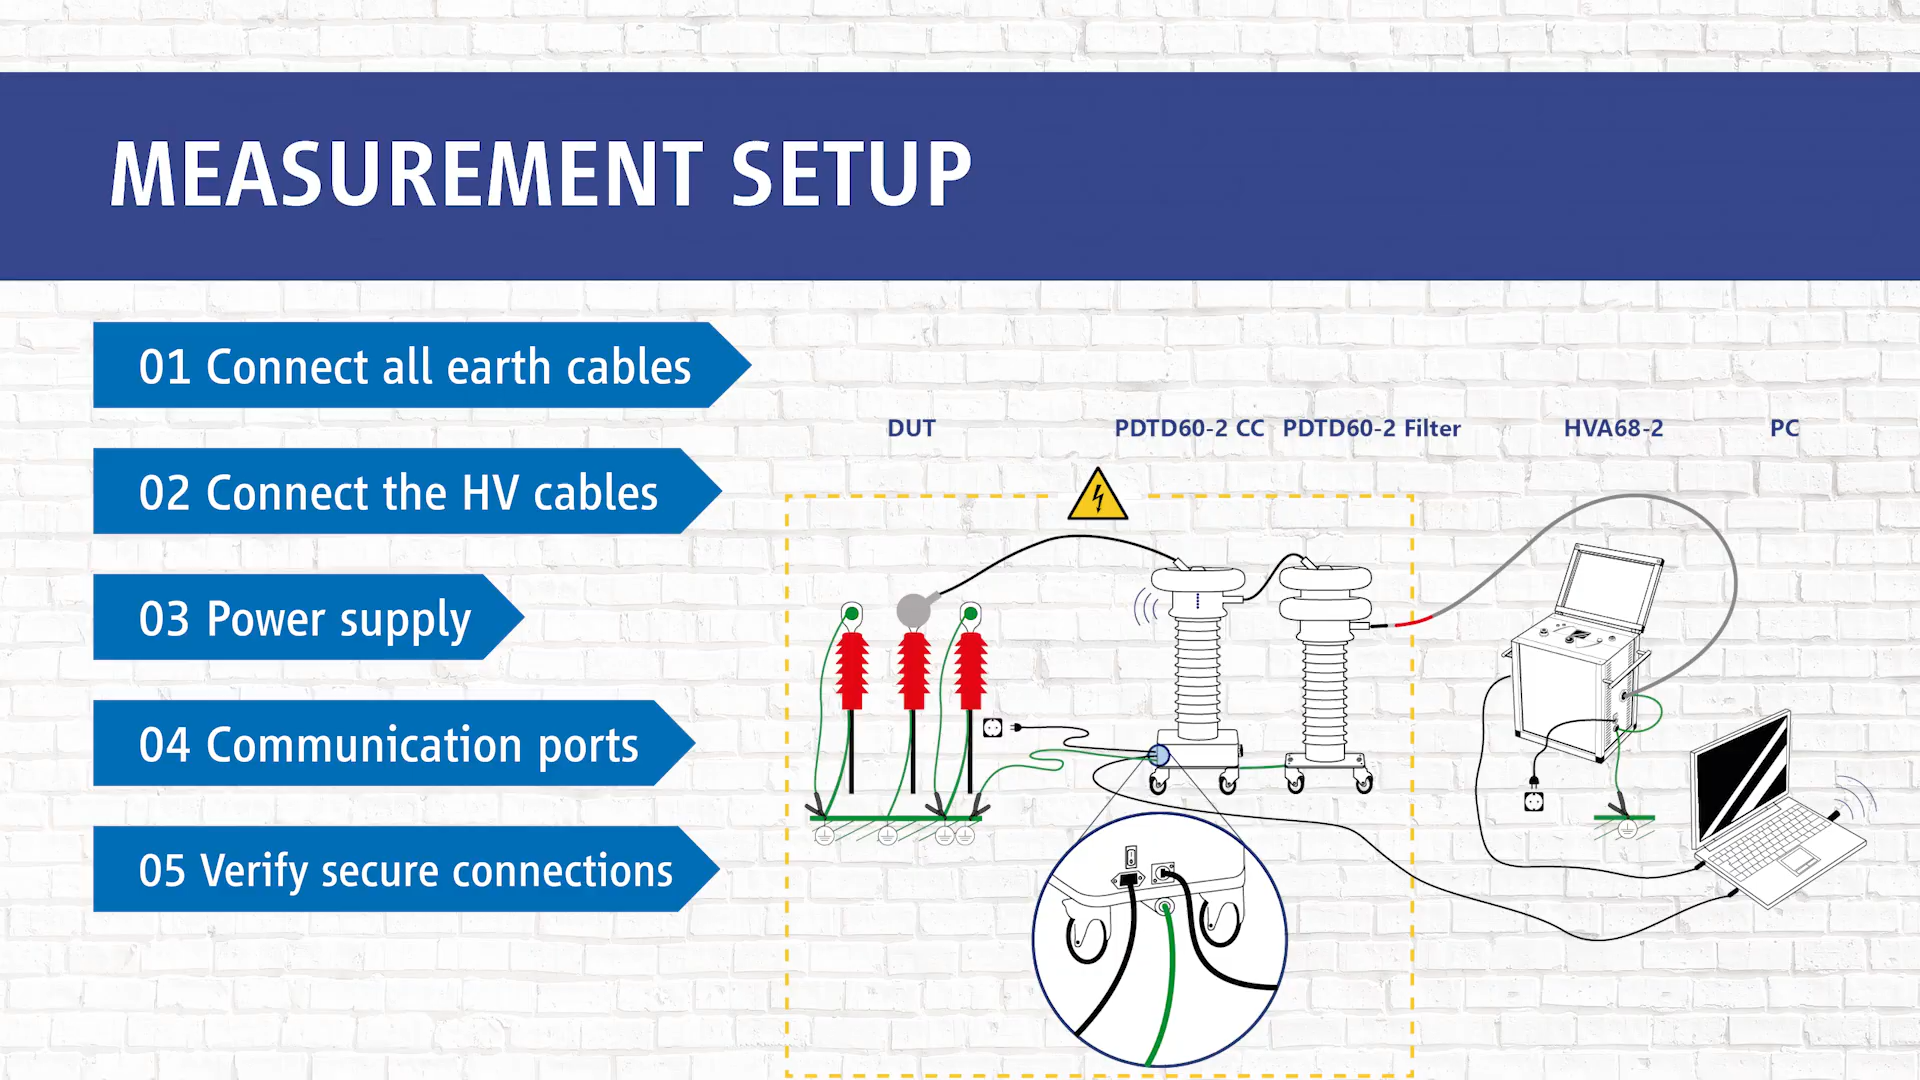 MEASUREMENT SETUP
01 Connect all earth cables
02 Connect the HV cables
03 Power supply
04 Communication ports
05 Verify secure connections
DUT
PDTD60-2 CC
PDTD60-2 Filter
HVA68-2
PC